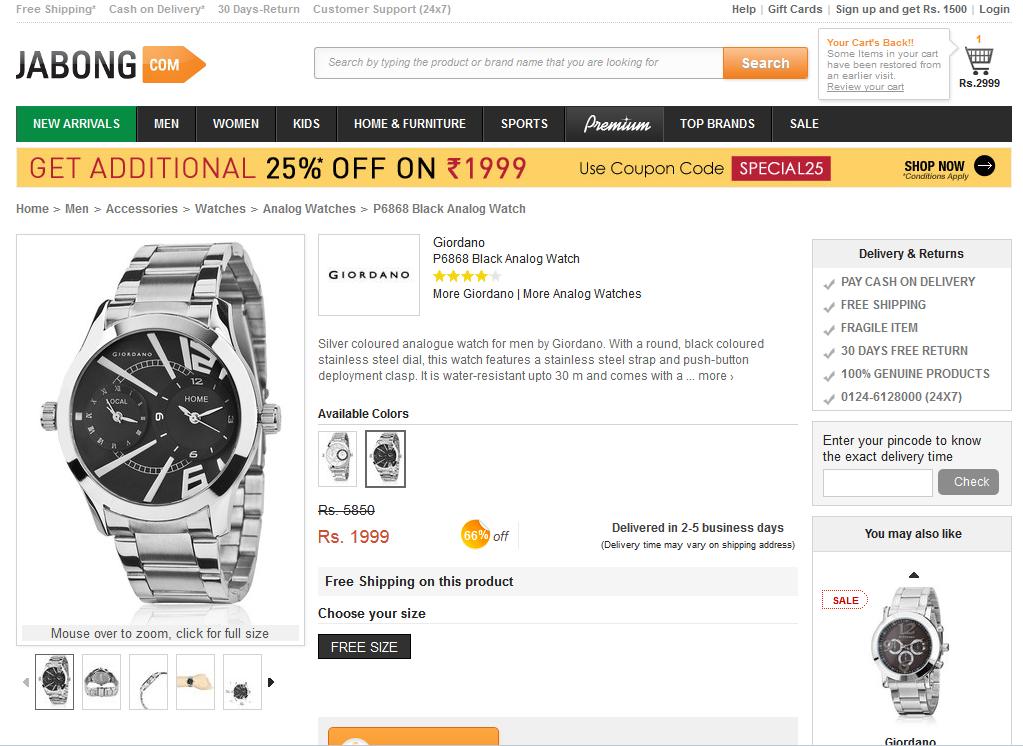 Free Shipping* Cash on Delivery* 30 Days-Return Customer Support (24x7)
Help | Gift Cards | Sign up and get Rs. 1500 | Login
JABONG COM
Search by typing the product or brand name that you are looking for
Search
Your Cart's Back!!
Some Items in your cart
have been restored from
an earlier visit.
Review your cart
1
Rs.2999
NEW ARRIVALS MEN WOMEN KIDS HOME & FURNITURE SPORTS Premium TOP BRANDS SALE
GET ADDITIONAL 25%* OFF ON ₹1999 Use Coupon Code SPECIAL25 SHOP NOW
*Conditions Apply
Home > Men > Accessories > Watches > Analog Watches > P6868 Black Analog Watch
GIORDANO
12
2
HOME
LOCAL
3
9
6
6
Mouse over to zoom, click for full size
GIORDANO
Giordano
P6868 Black Analog Watch
More Giordano | More Analog Watches
Silver coloured analogue watch for men by Giordano. With a round, black coloured
stainless steel dial, this watch features a stainless steel strap and push-button
deployment clasp. It is water-resistant upto 30 m and comes with a ... more ›
Available Colors
Rs. 5850
Rs. 1999
66% off
Delivered in 2-5 business days
(Delivery time may vary on shipping address)
Free Shipping on this product
Choose your size
FREE SIZE
Delivery & Returns
PAY CASH ON DELIVERY
FREE SHIPPING
FRAGILE ITEM
30 DAYS FREE RETURN
100% GENUINE PRODUCTS
0124-6128000 (24X7)
Enter your pincode to know
the exact delivery time
Check
You may also like
SALE
12
Giordano